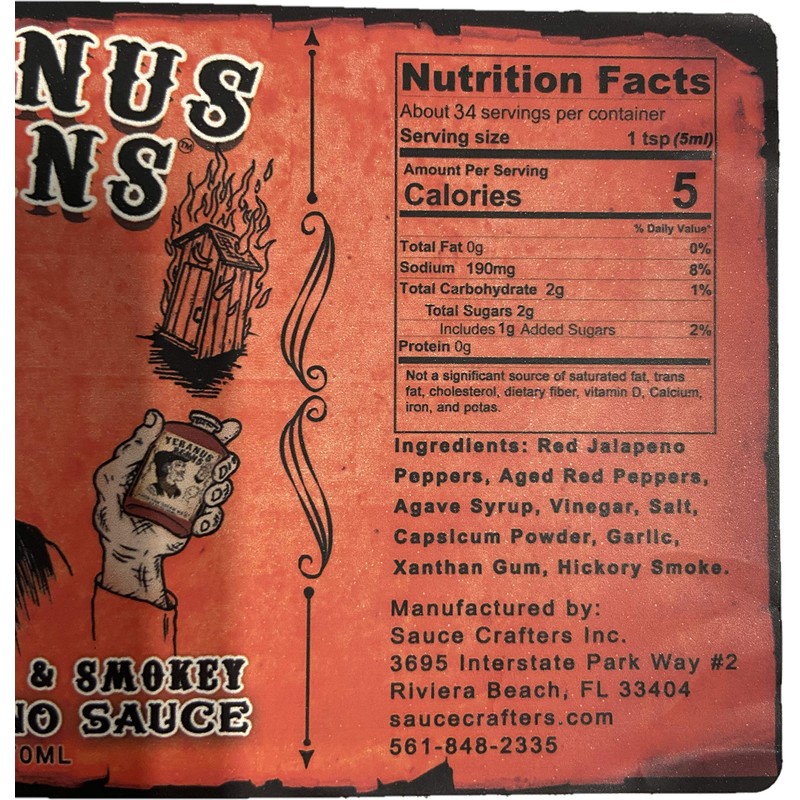 NUS
NS™
YERANUS
& SMOKEY
NO SAUCE
70ML
Nutrition Facts
About 34 servings per container
Serving size 1 tsp (5ml)
Amount Per Serving
Calories 5
% Daily Value*
Total Fat 0g 0%
Sodium 190mg 8%
Total Carbohydrate 2g 1%
Total Sugars 2g
Includes 1g Added Sugars 2%
Protein 0g
Not a significant source of saturated fat, trans
fat, cholesterol, dietary fiber, vitamin D, Calcium,
iron, and potas.
Ingredients: Red Jalapeno
Peppers, Aged Red Peppers,
Agave Syrup, Vinegar, Salt,
Capsicum Powder, Garlic,
Xanthan Gum, Hickory Smoke.
Manufactured by:
Sauce Crafters Inc.
3695 Interstate Park Way #2
Riviera Beach, FL 33404
saucecrafters.com
561-848-2335